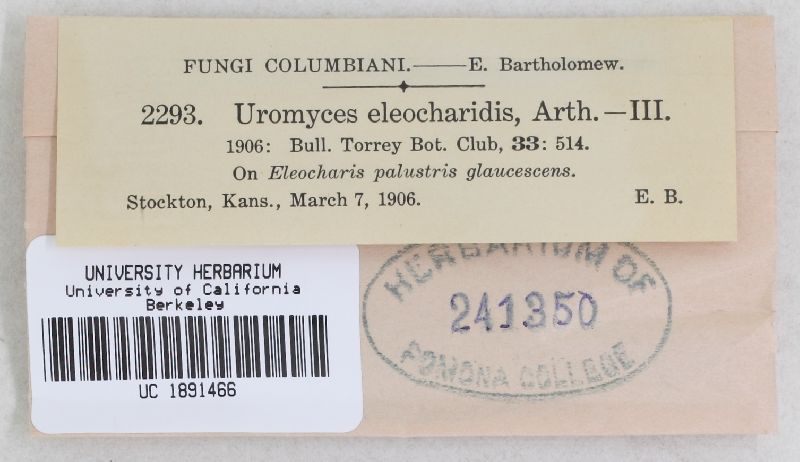 FUNGI COLUMBIANI.——E. Bartholomew.
2293. Uromyces eleocharidis, Arth.—III.
1906: Bull. Torrey Bot. Club, 33: 514.
On Eleocharis palustris glaucescens.
Stockton, Kans., March 7, 1906. E. B.
UNIVERSITY HERBARIUM
University of California
Berkeley
UC 1891466
HERBARIUM OF
241350
POMONA COLLEGE